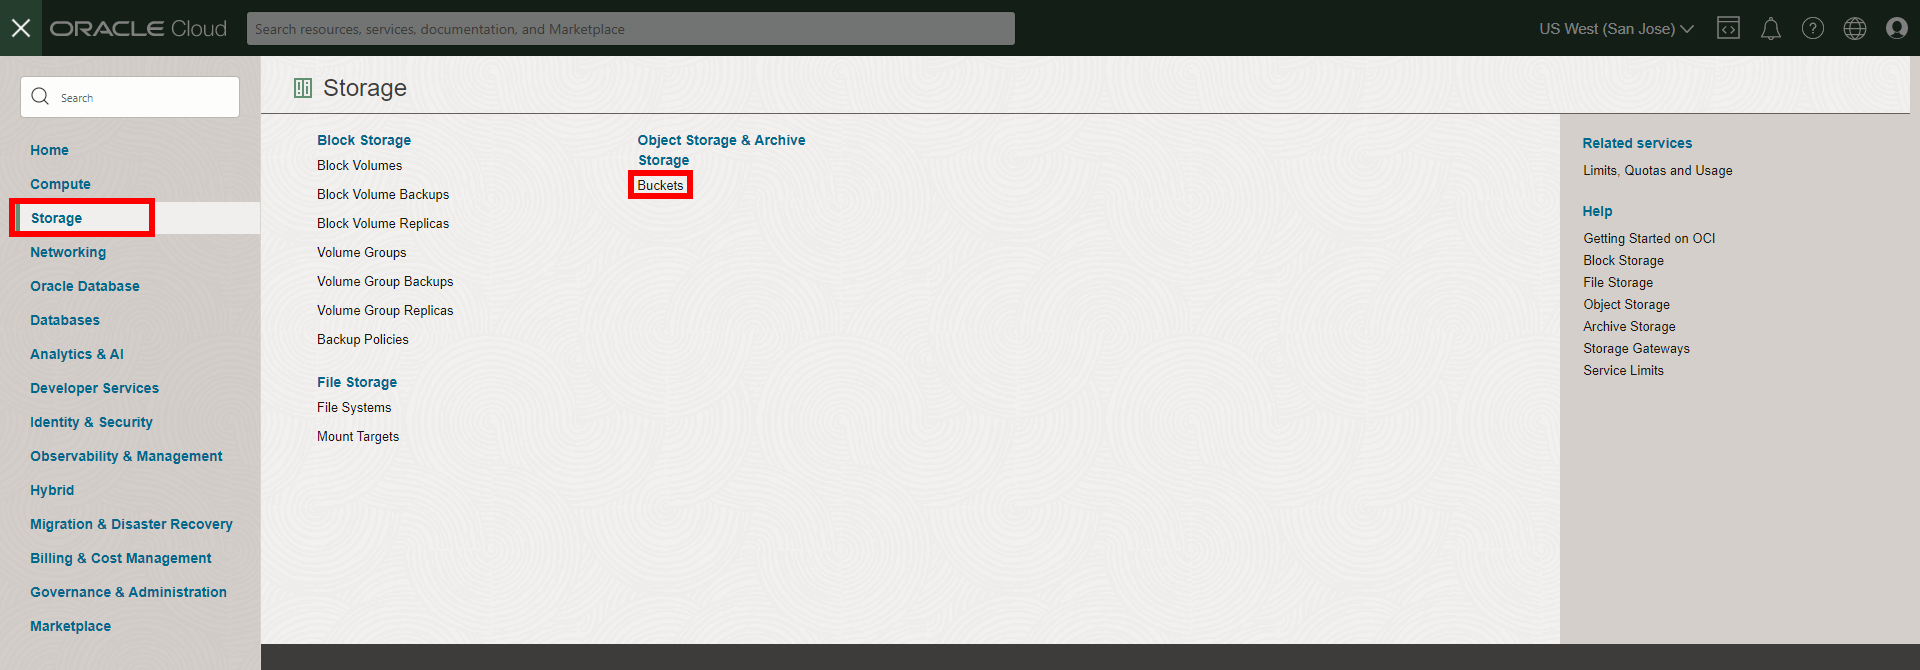 ORACLE Cloud
Search resources, services, documentation, and Marketplace
US West (San Jose)
Search
Home
Compute
Storage
Networking
Oracle Database
Databases
Analytics & AI
Developer Services
Identity & Security
Observability & Management
Hybrid
Migration & Disaster Recovery
Billing & Cost Management
Governance & Administration
Marketplace
Storage
Block Storage
Block Volumes
Block Volume Backups
Block Volume Replicas
Volume Groups
Volume Group Backups
Volume Group Replicas
Backup Policies
File Storage
File Systems
Mount Targets
Object Storage & Archive
Storage
Buckets
Related services
Limits, Quotas and Usage
Help
Getting Started on OCI
Block Storage
File Storage
Object Storage
Archive Storage
Storage Gateways
Service Limits